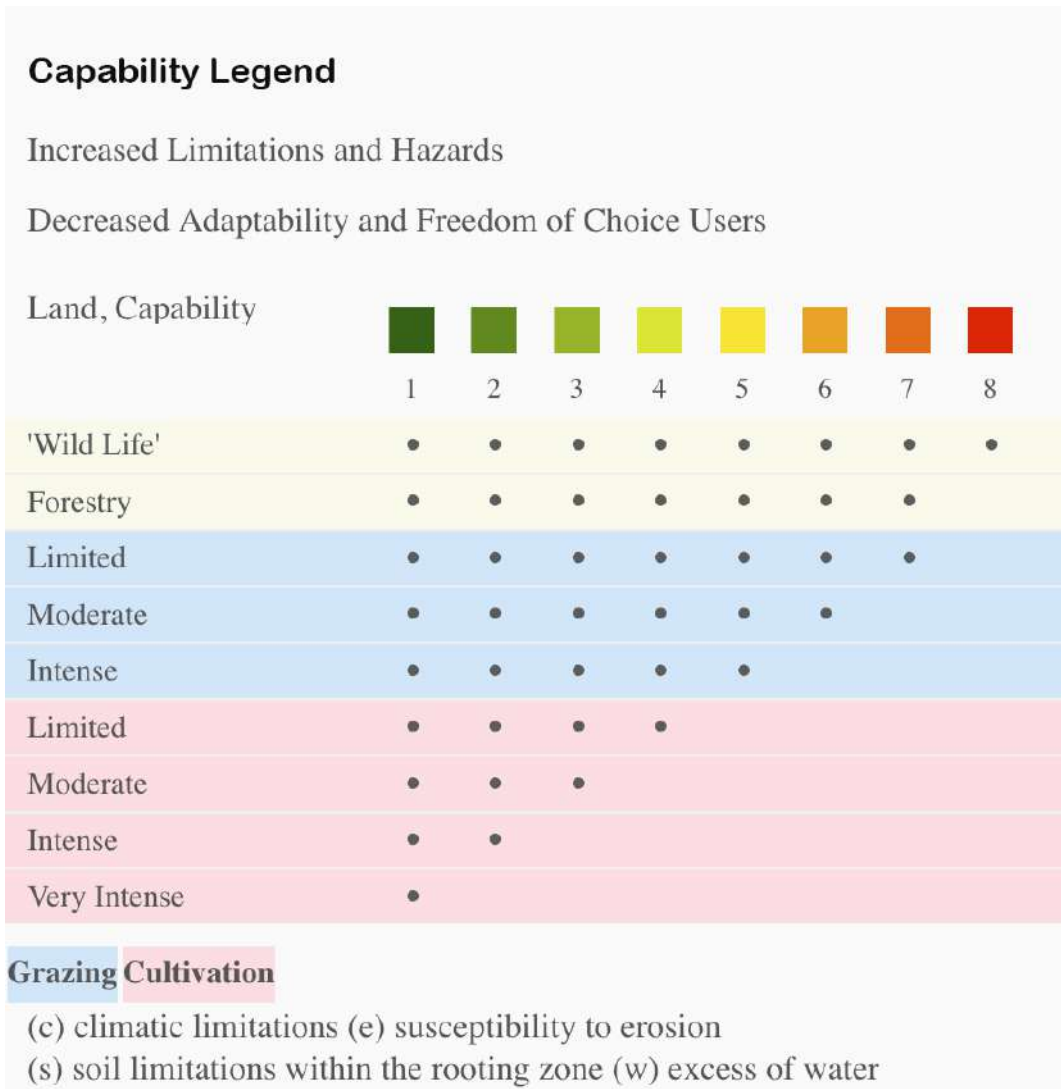 Capability Legend
Increased Limitations and Hazards
Decreased Adaptability and Freedom of Choice Users
Land, Capability
1 2 3 4 5 6 7 8
'Wild Life' • • • • • • • •
Forestry • • • • • • •
Limited • • • • • • •
Moderate • • • • • •
Intense • • • • •
Limited • • • •
Moderate • • •
Intense • •
Very Intense •
Grazing Cultivation
(c) climatic limitations (e) susceptibility to erosion
(s) soil limitations within the rooting zone (w) excess of water